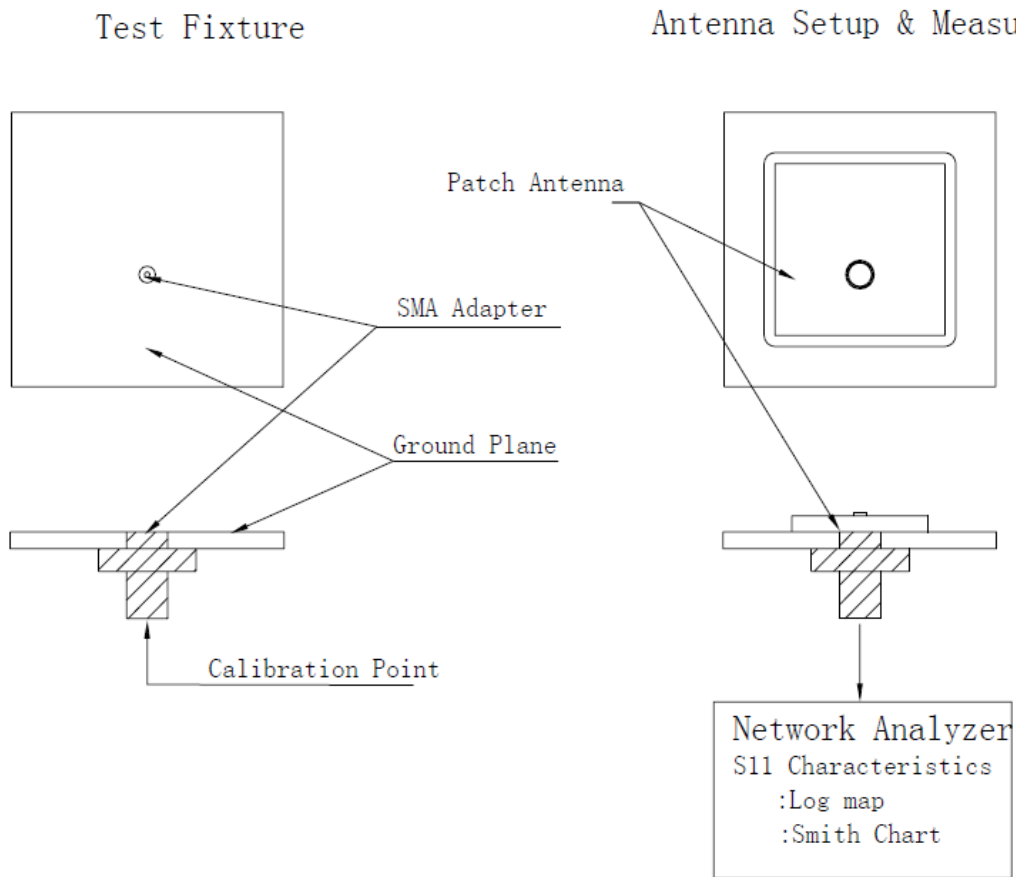 Test Fixture
Antenna Setup & Measu
Patch Antenna
SMA Adapter
Ground Plane
Calibration Point
Network Analyzer
S11 Characteristics
:Log map
:Smith Chart